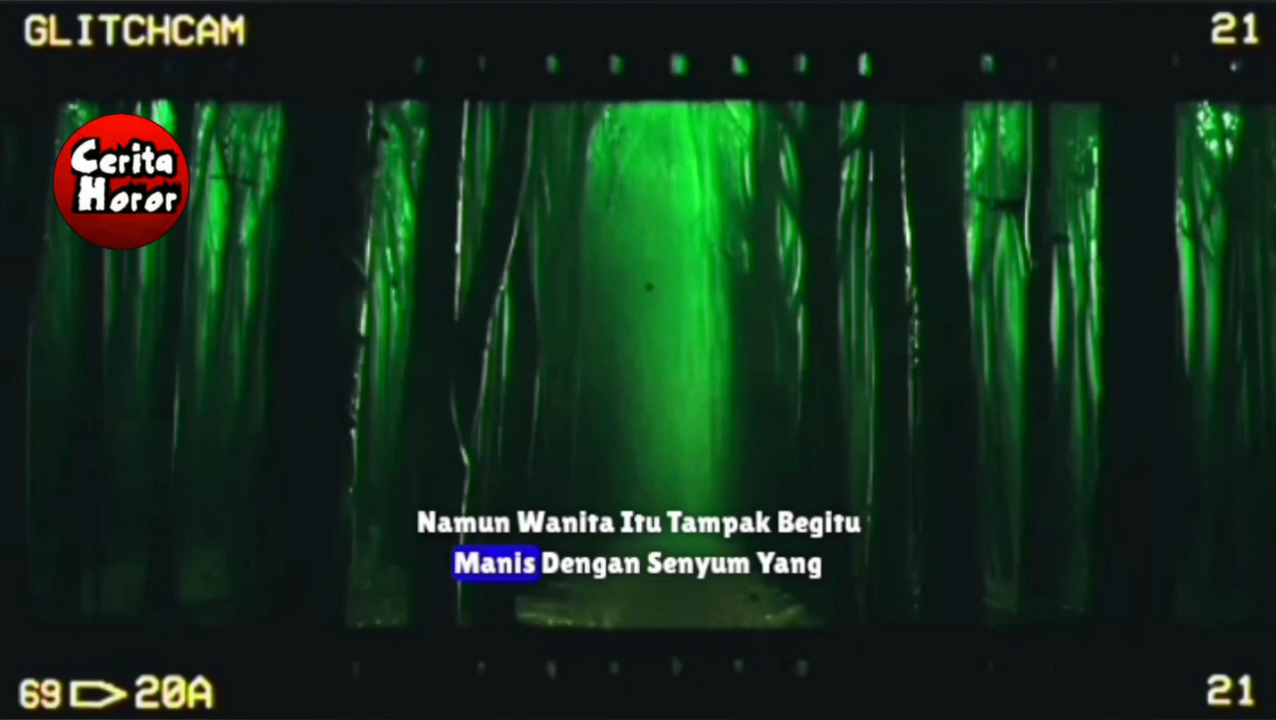 GLITCHCAM
21
Cerita
Horor
Namun Wanita Itu Tampak Begitu
Manis Dengan Senyum Yang
69 20A
21